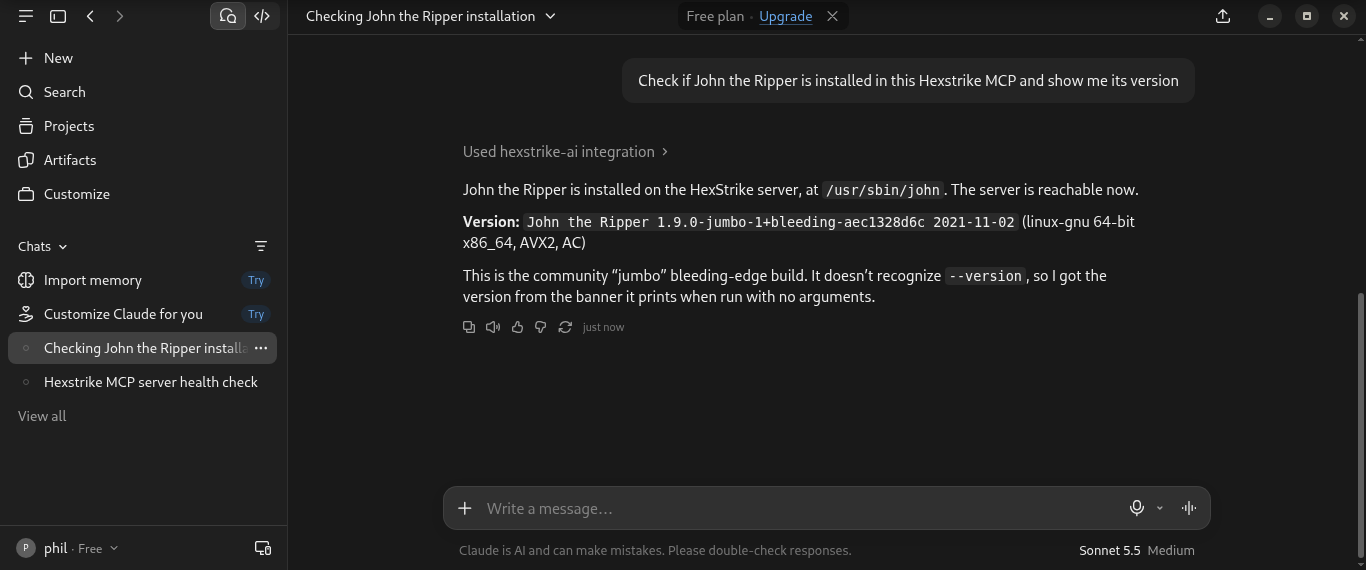 Checking John the Ripper installation
Free plan · Upgrade
New
Search
Projects
Artifacts
Customize
Chats
Import memory Try
Customize Claude for you Try
Checking John the Ripper installa ···
Hexstrike MCP server health check
View all
P phil · Free
Check if John the Ripper is installed in this Hexstrike MCP and show me its version
Used hexstrike-ai integration
John the Ripper is installed on the HexStrike server, at /usr/sbin/john. The server is reachable now.
Version: John the Ripper 1.9.0-jumbo-1+bleeding-aec1328d6c 2021-11-02 (linux-gnu 64-bit
x86_64, AVX2, AC)
This is the community “jumbo” bleeding-edge build. It doesn’t recognize --version, so I got the
version from the banner it prints when run with no arguments.
just now
Write a message…
Claude is AI and can make mistakes. Please double-check responses.
Sonnet 5.5 Medium